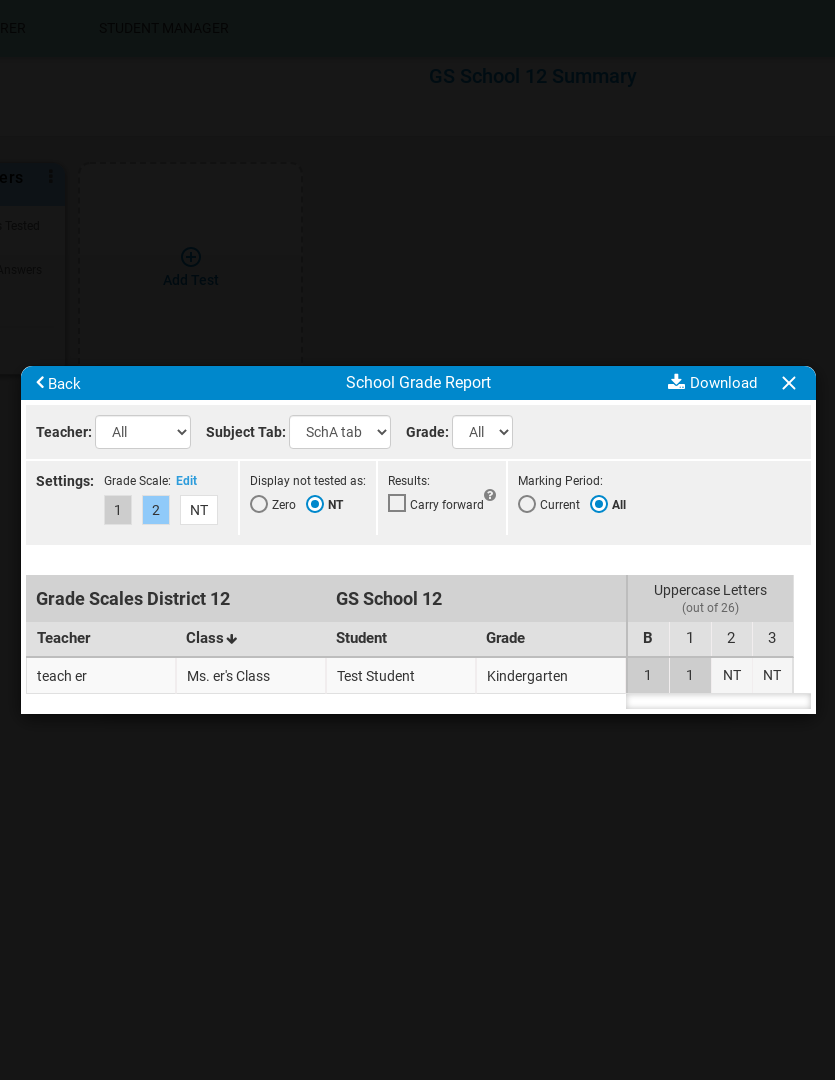 RER STUDENT MANAGER
GS School 12 Summary
ers
s Tested
Answers
Add Test
Back School Grade Report Download
Teacher: All Subject Tab: SchA tab Grade: All
Settings: Grade Scale: Edit Display not tested as: Results: Marking Period:
1 2 NT Zero NT Carry forward ? Current All
Grade Scales District 12 GS School 12 Uppercase Letters
(out of 26)
Teacher Class Student Grade B 1 2 3
teach er Ms. er's Class Test Student Kindergarten 1 1 NT NT